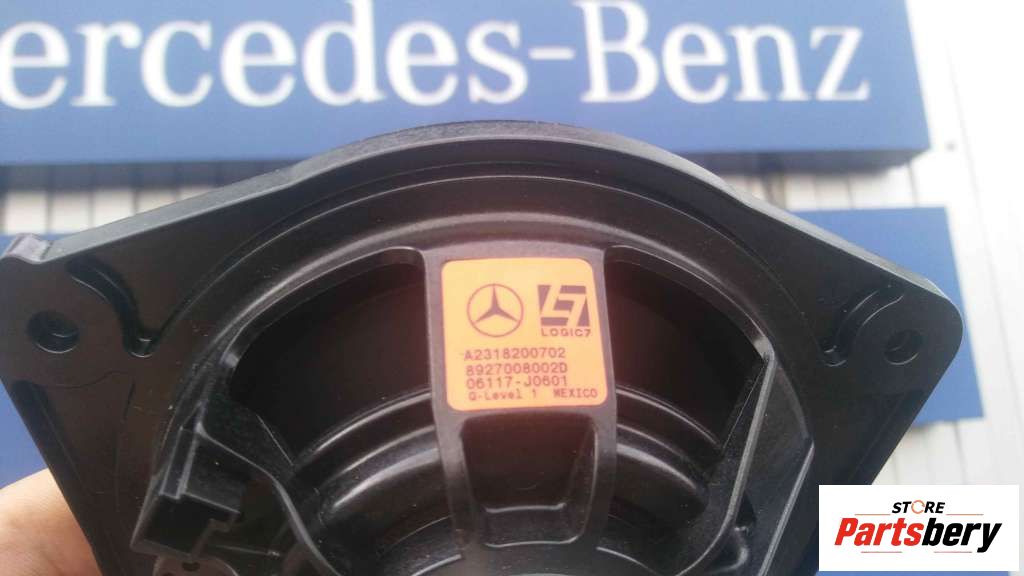 ercedes-Benz
LOGIC7
A2318200702
8927008002D
06117-J0601
Q-Level 1 MEXICO
STORE
Partsbery